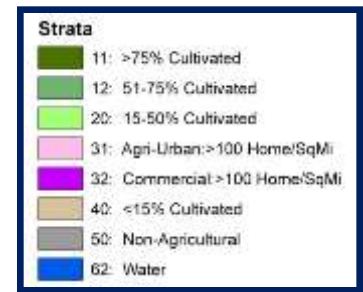 Strata
11: >75% Cultivated
12: 51-75% Cultivated
20: 15-50% Cultivated
31: Agri-Urban:>100 Home/SqMi
32: Commercial:>100 Home/SqMi
40: <15% Cultivated
50: Non-Agricultural
62: Water